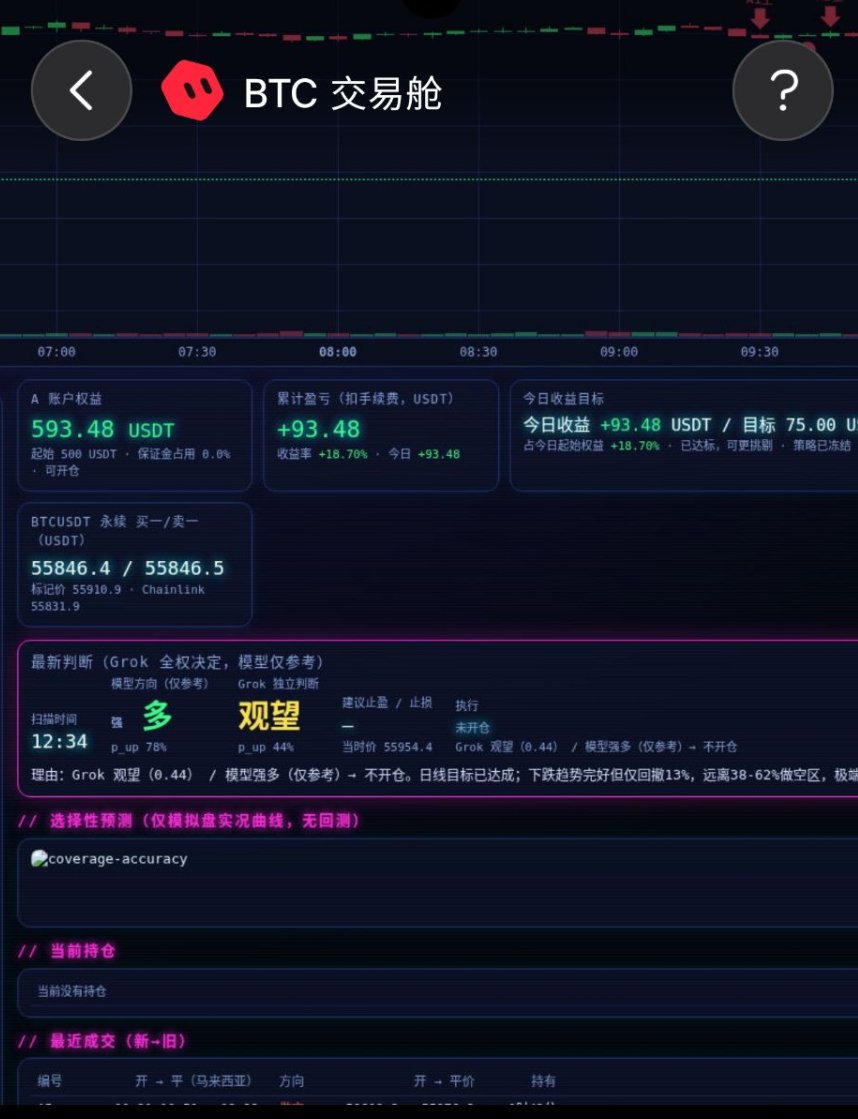 BTC 交易舱
?
07:00 07:30 08:00 08:30 09:00 09:30
A 账户权益
593.48 USDT
起始 500 USDT · 保证金占用 0.0%
· 可开仓
累计盈亏（扣手续费，USDT）
+93.48
收益率 +18.70% · 今日 +93.48
今日收益目标
今日收益 +93.48 USDT / 目标 75.00 U
占今日起始权益 +18.70% · 已达标，可更挑剔 · 策略已冻结
BTCUSDT 永续 买一/卖一
（USDT）
55846.4 / 55846.5
标记价 55910.9 · Chainlink
55831.9
最新判断（Grok 全权决定，模型仅参考）
扫描时间
12:34
模型方向（仅参考）
强 多
p_up 78%
Grok 独立判断
观望
p_up 44%
建议止盈 / 止损
—
当时价 55954.4
执行
未开仓
Grok 观望（0.44） / 模型强多（仅参考）→ 不开仓
理由：Grok 观望（0.44） / 模型强多（仅参考）→ 不开仓。日线目标已达成；下跌趋势完好但仅回撤13%，远离38-62%做空区，极端
// 选择性预测（仅模拟盘实况曲线，无回测）
coverage-accuracy
// 当前持仓
当前没有持仓
// 最近成交（新→旧）
编号 开 → 平（马来西亚） 方向 开 → 平价 持有